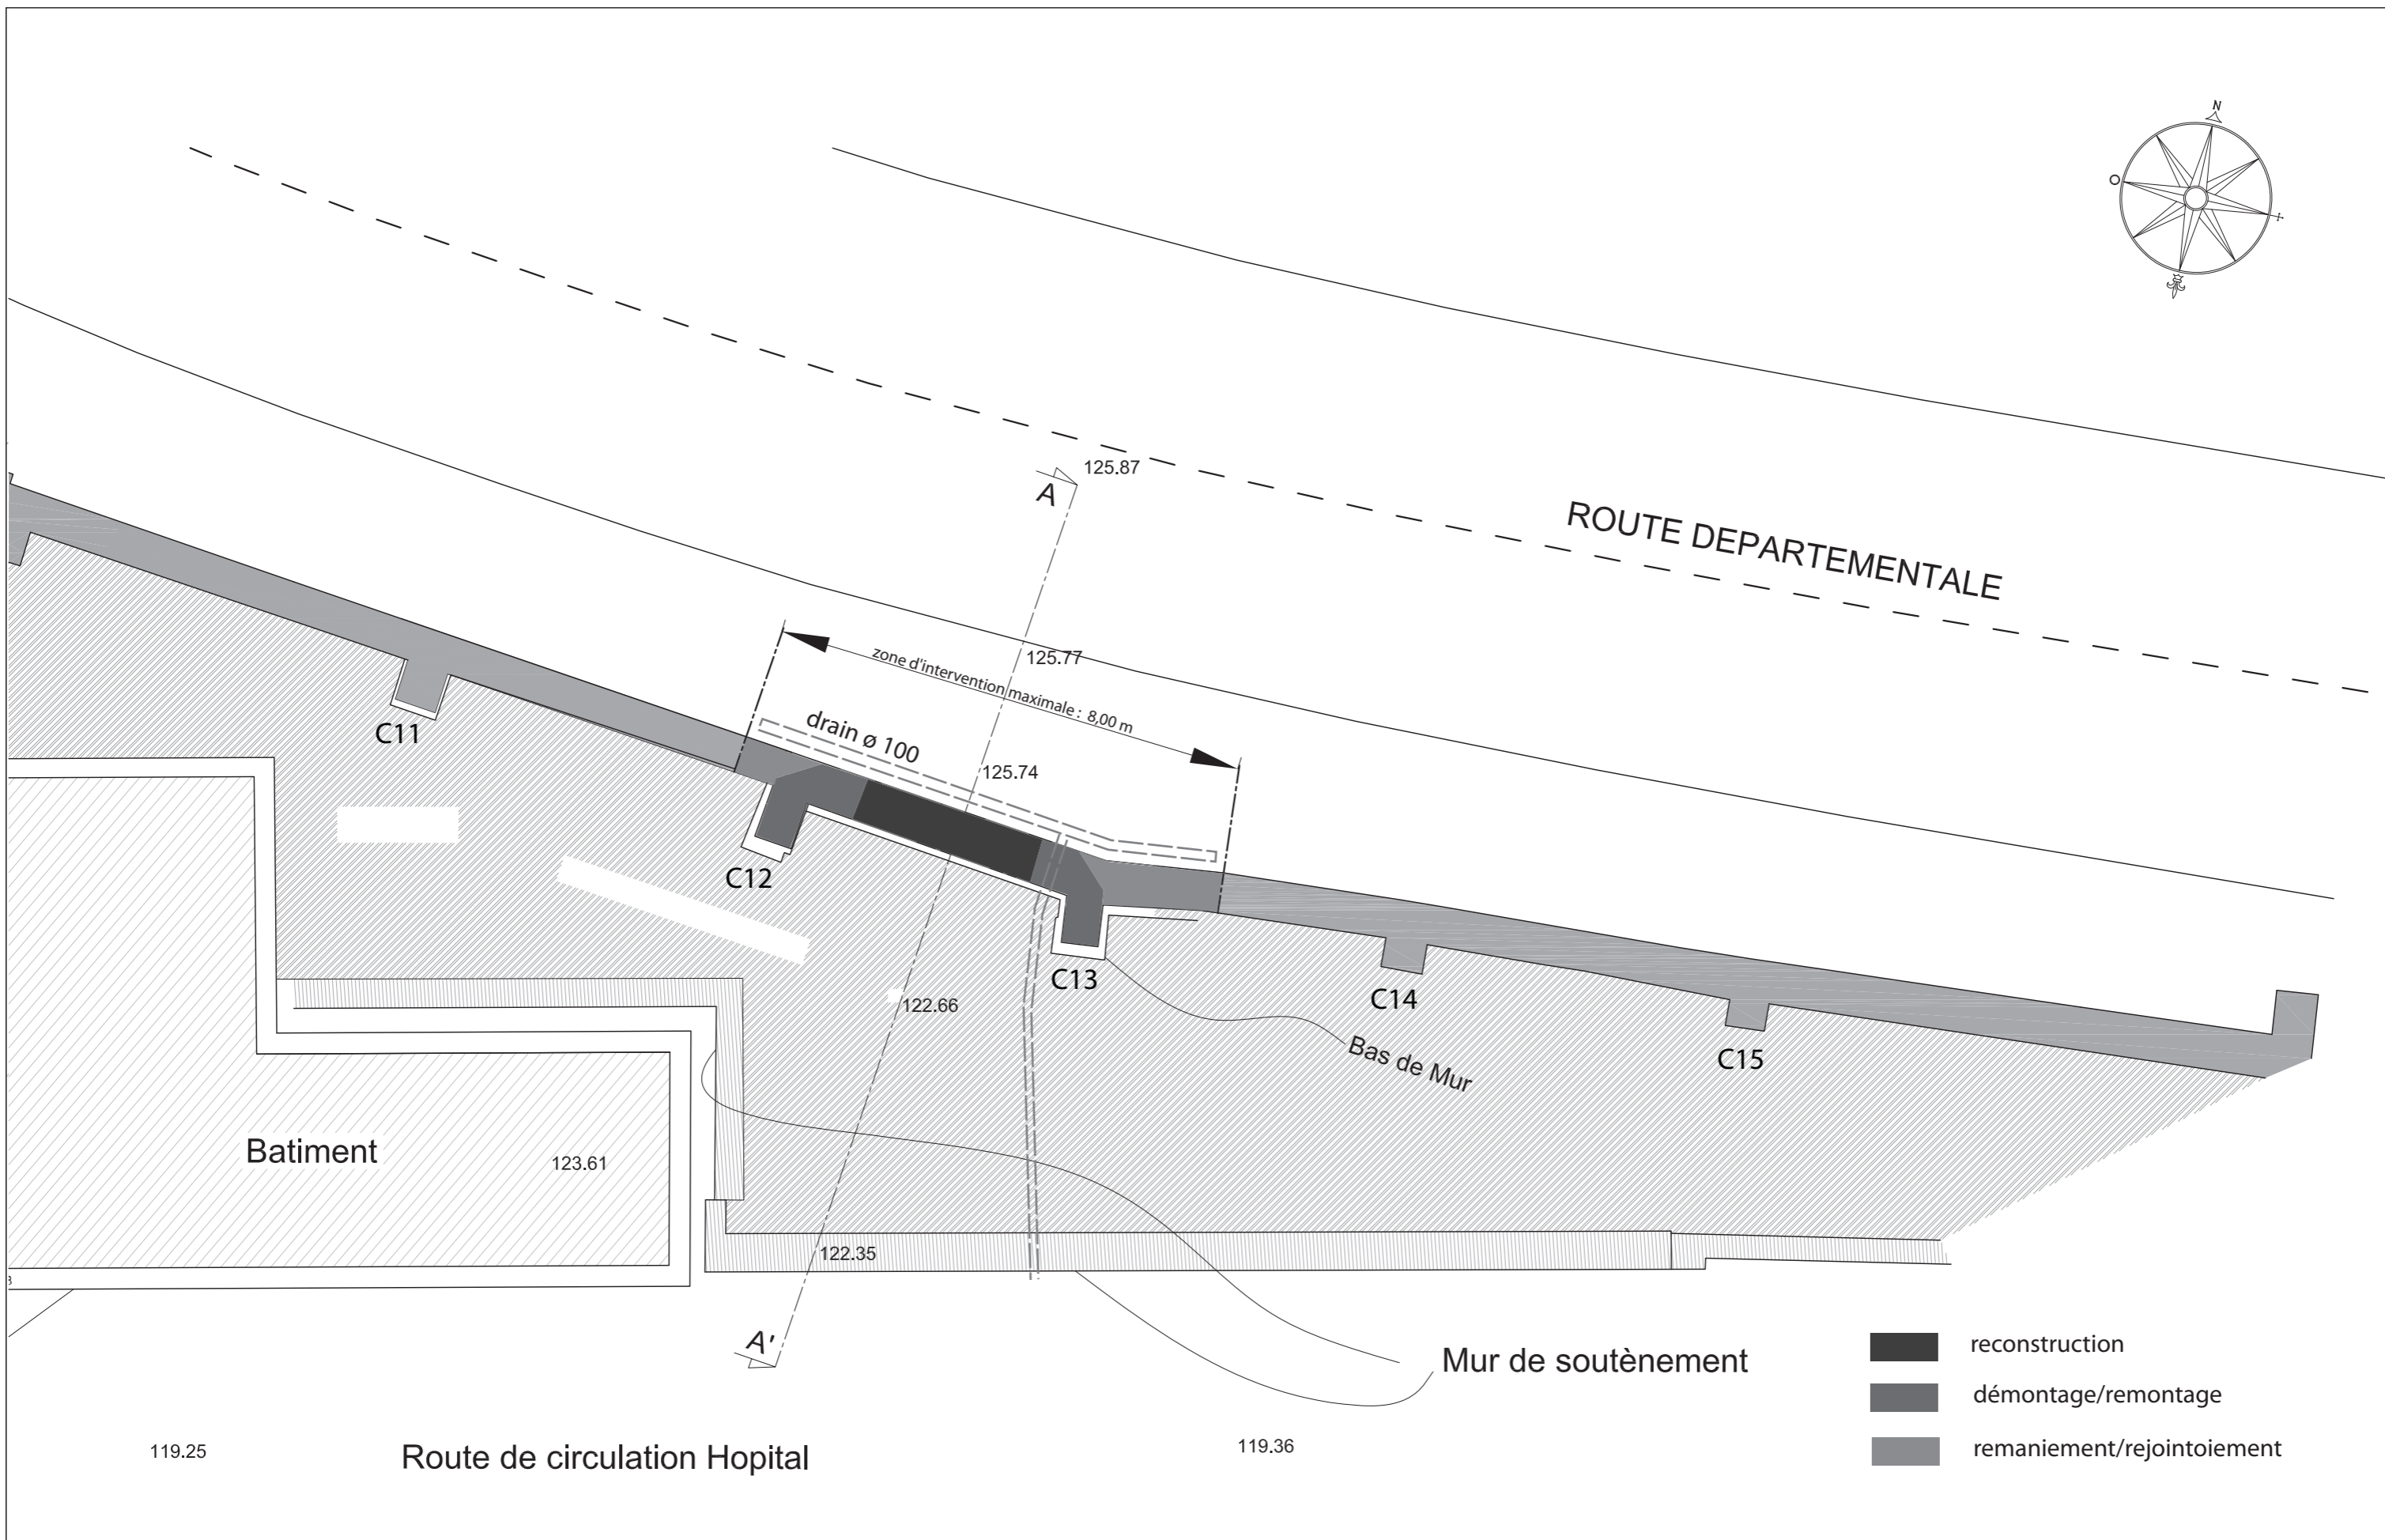 N
O
125.87
A
ROUTE DEPARTEMENTALE
125.77
zone d'intervention maximale : 8,00 m
drain ø 100
125.74
C11
C12
C13
122.66
C14
Bas de Mur
C15
Batiment
123.61
122.35
A'
Mur de soutènement
reconstruction
démontage/remontage
remaniement/rejointoiement
119.25
Route de circulation Hopital
119.36